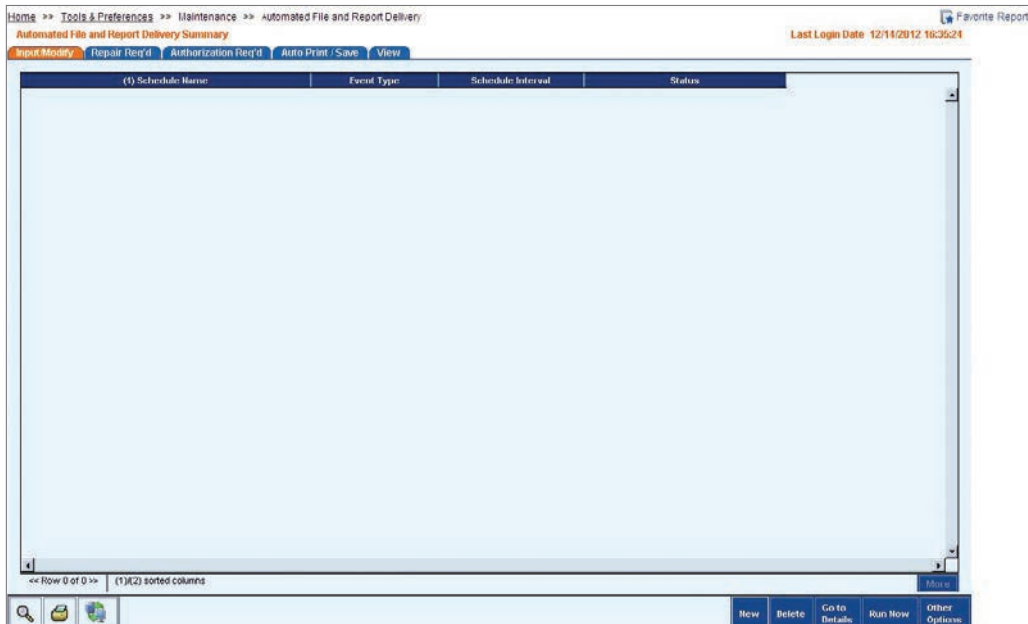 Home >> Tools & Preferences >> Maintenance >> Automated File and Report Delivery
Favorite Report
Automated File and Report Delivery Summary
Last Login Date 12/14/2012 16:35:24
Input/Modify Repair Req'd Authorization Req'd Auto Print / Save View
(1) Schedule Name Event Type Schedule Interval Status
<< Row 0 of 0 >> (1)/(2) sorted columns
More
New Delete Go to Details Run Now Other Options